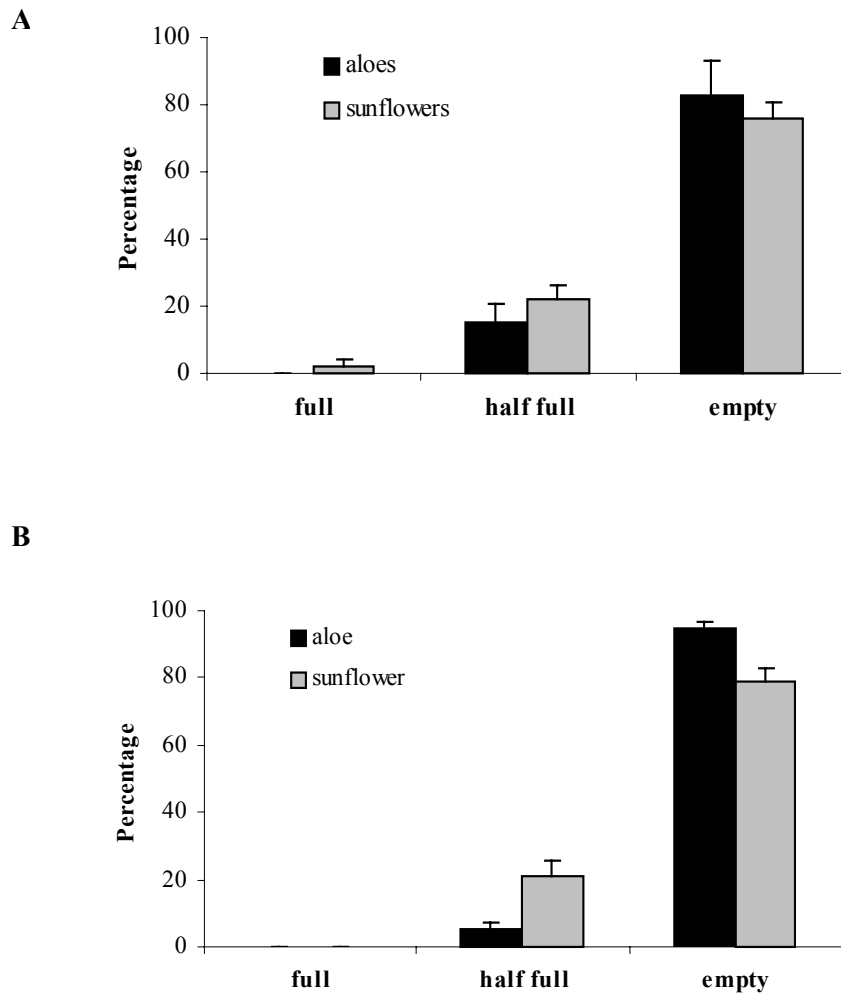 A
100
80
60
40
20
0
Percentage
aloes
sunflowers
full half full empty
B
100
80
60
40
20
0
Percentage
aloe
sunflower
full half full empty